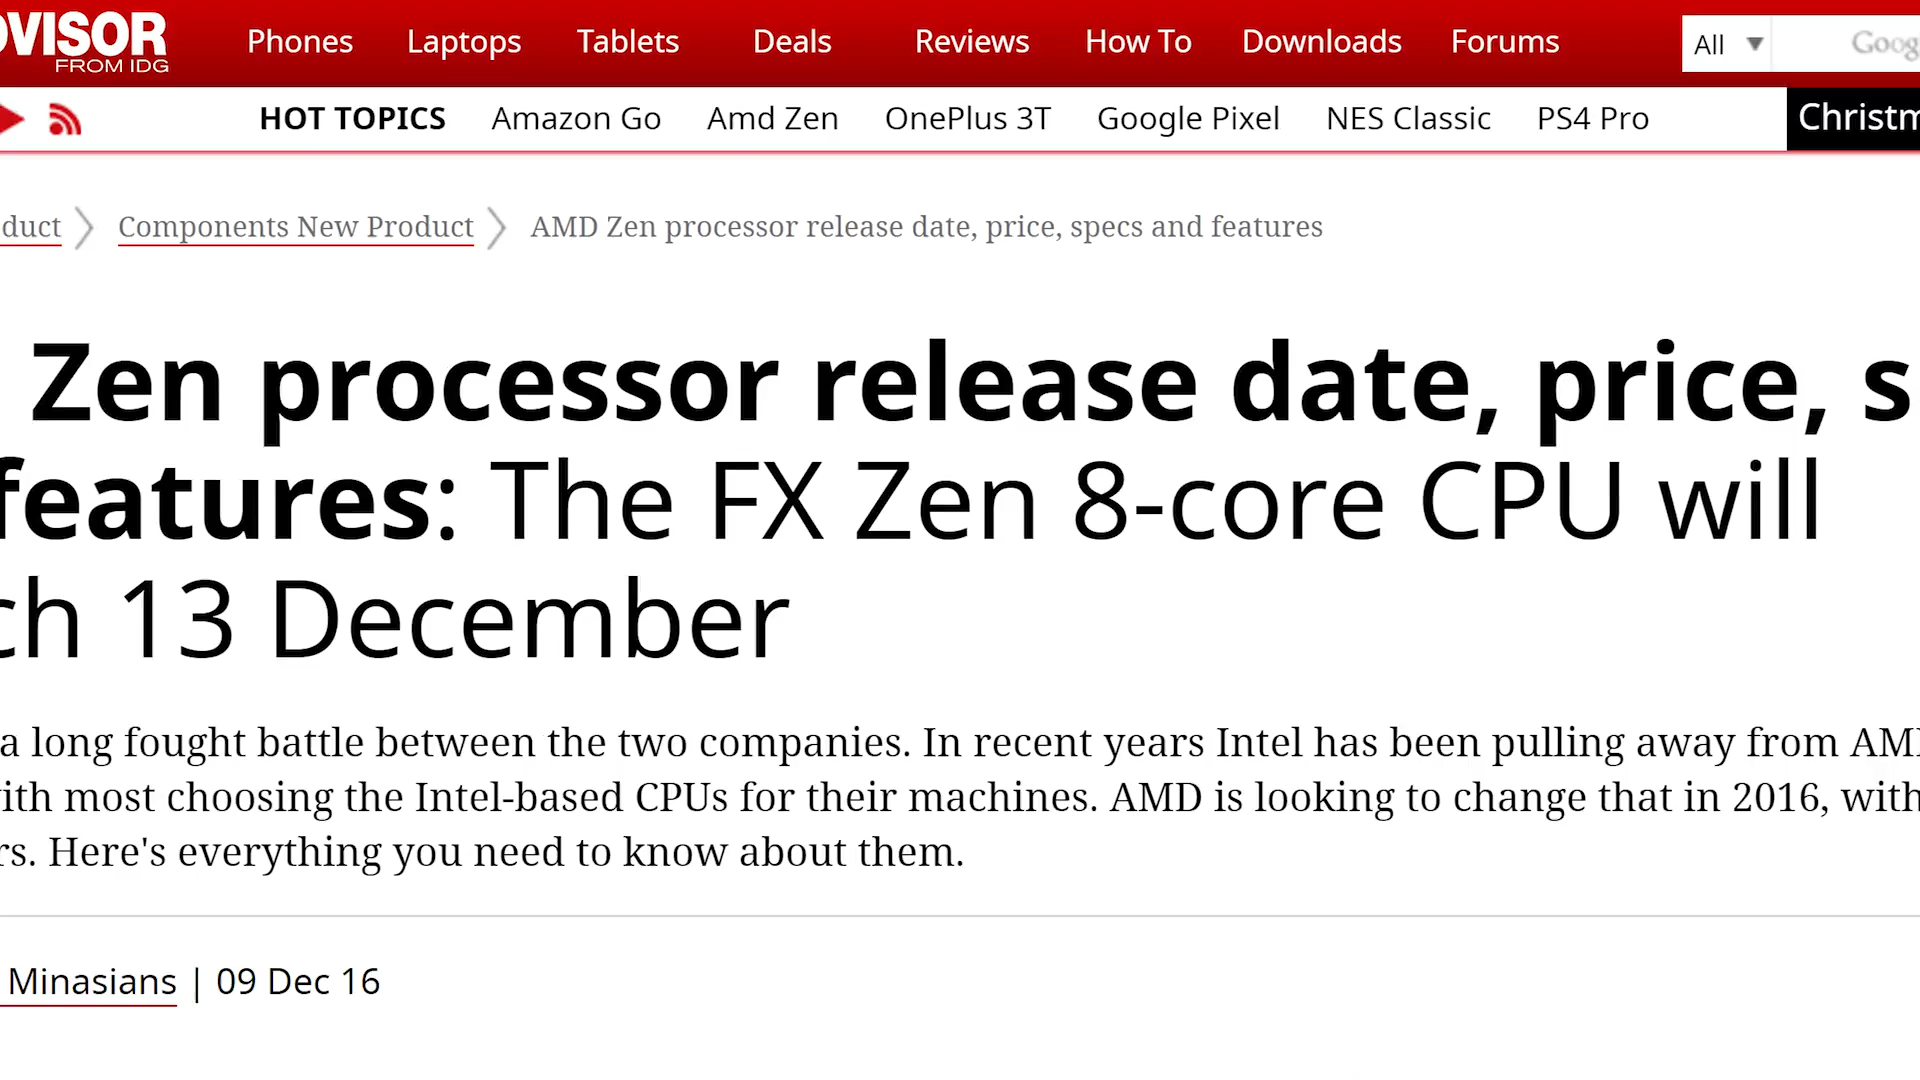 OVISOR
FROM IDG
Phones Laptops Tablets Deals Reviews How To Downloads Forums
All Goog
HOT TOPICS Amazon Go Amd Zen OnePlus 3T Google Pixel NES Classic PS4 Pro
Christm
duct Components New Product AMD Zen processor release date, price, specs and features
Zen processor release date, price, s
features: The FX Zen 8-core CPU will
ch 13 December
a long fought battle between the two companies. In recent years Intel has been pulling away from AM
ith most choosing the Intel-based CPUs for their machines. AMD is looking to change that in 2016, with
rs. Here's everything you need to know about them.
Minasians | 09 Dec 16